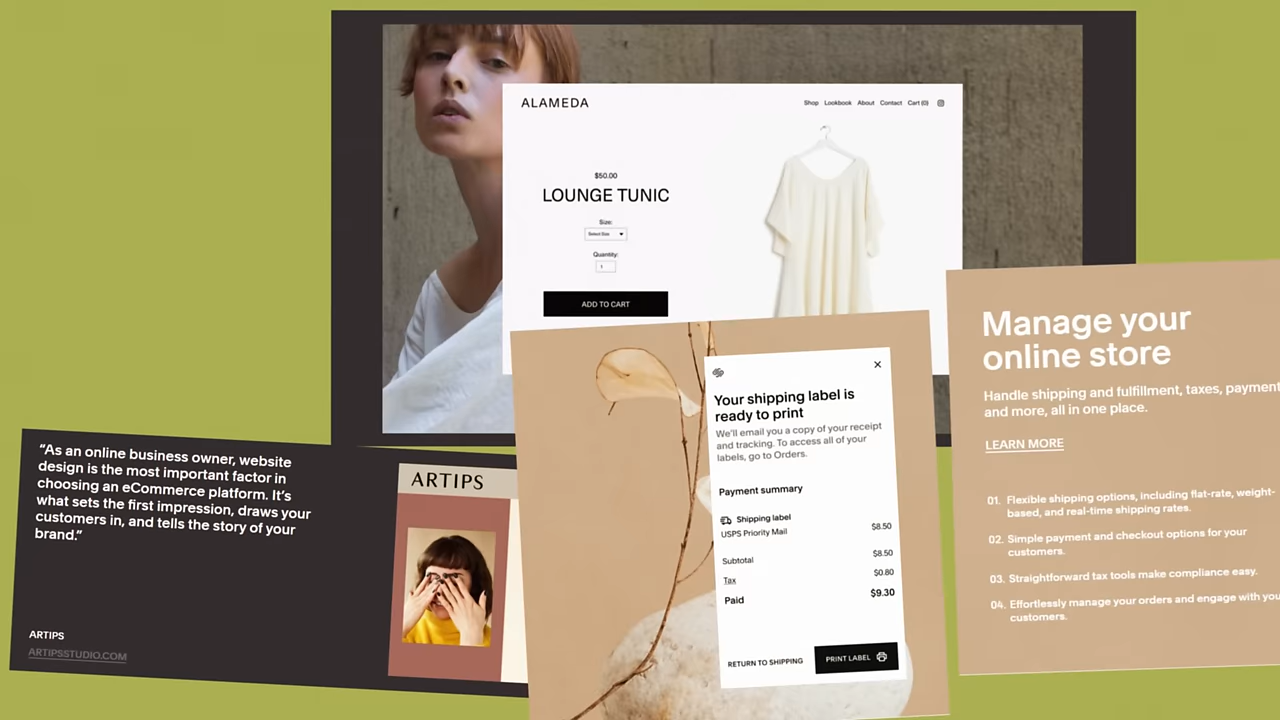 ALAMEDA
Shop Lookbook About Contact Cart (0)
$50.00
LOUNGE TUNIC
Size:
Select Size
Quantity:
1
ADD TO CART
Your shipping label is
ready to print
We'll email you a copy of your receipt
and tracking. To access all of your
labels, go to Orders.
Payment summary
Shipping label
USPS Priority Mail $8.50
Subtotal $8.50
Tax $0.80
Paid $9.30
RETURN TO SHIPPING PRINT LABEL
Manage your
online store
Handle shipping and fulfillment, taxes, payment
and more, all in one place.
LEARN MORE
01. Flexible shipping options, including flat-rate, weight-
based, and real-time shipping rates.
02. Simple payment and checkout options for your
customers.
03. Straightforward tax tools make compliance easy.
04. Effortlessly manage your orders and engage with you
customers.
“As an online business owner, website
design is the most important factor in
choosing an eCommerce platform. It's
what sets the first impression, draws your
customers in, and tells the story of your
brand.”
ARTIPS
ARTIPSSTUDIO.COM
ARTIPS